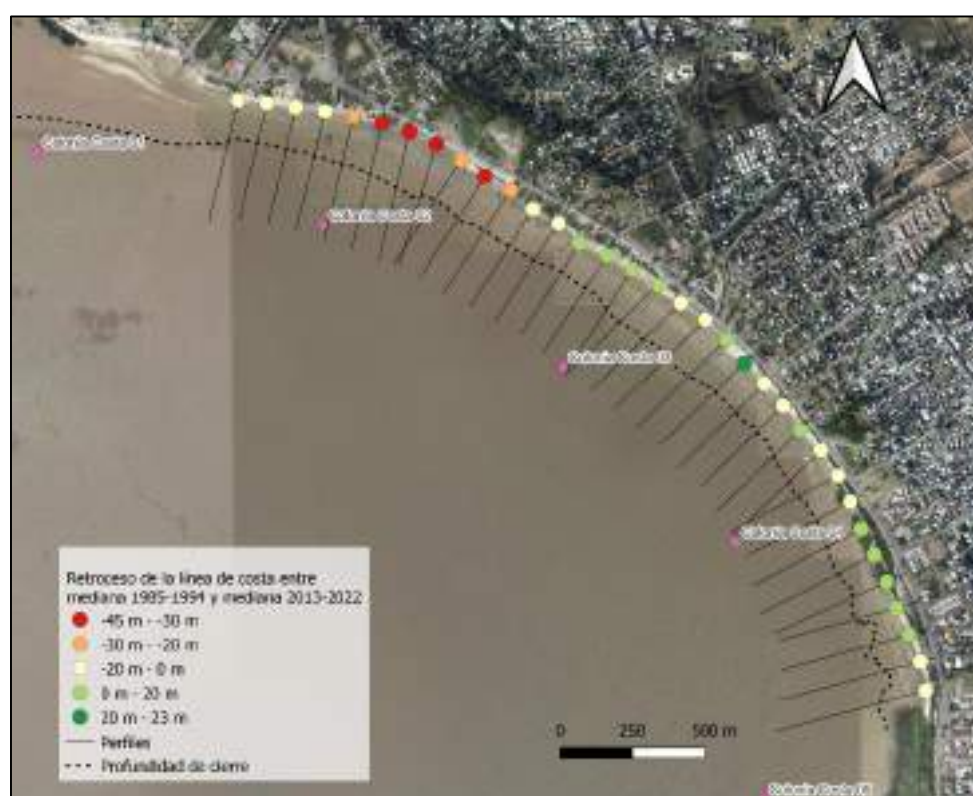 Retroceso de la línea de costa entre
mediana 1985-1994 y mediana 2013-2022
-45 m - -30 m
-30 m - -20 m
-20 m - 0 m
0 m - 20 m
20 m - 23 m
Perfiles
Profundidad de cierre
0 250 500 m